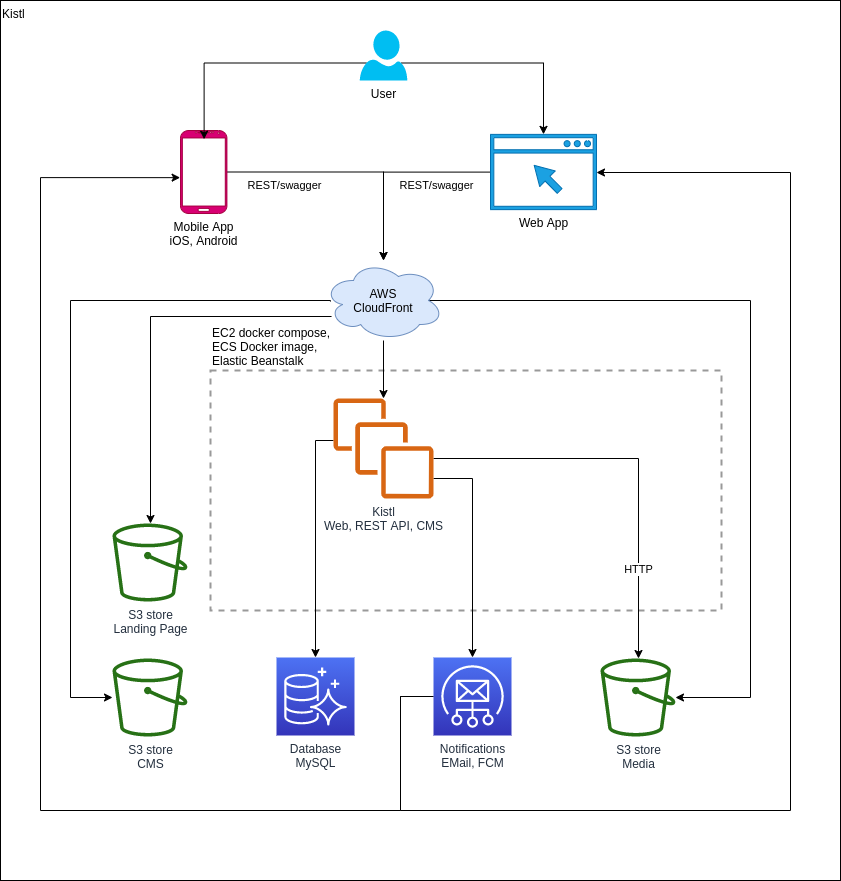 Kistl
User
REST/swagger
REST/swagger
Mobile App
iOS, Android
Web App
AWS
CloudFront
EC2 docker compose,
ECS Docker image,
Elastic Beanstalk
Kistl
Web, REST API, CMS
HTTP
S3 store
Landing Page
S3 store
CMS
Database
MySQL
Notifications
EMail, FCM
S3 store
Media